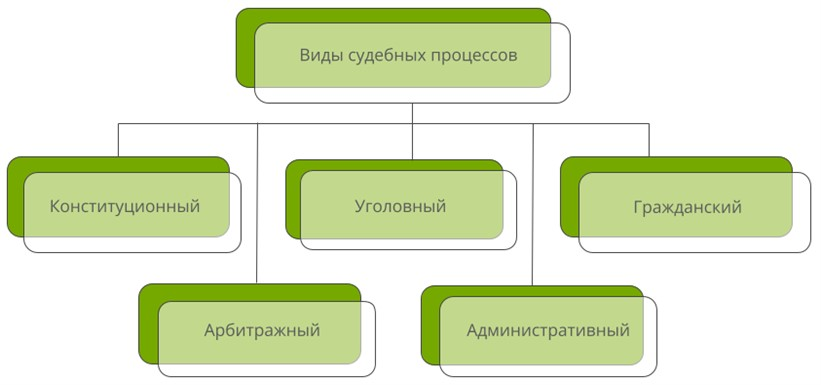 Виды судебных процессов
Конституционный
Уголовный
Гражданский
Арбитражный
Административный